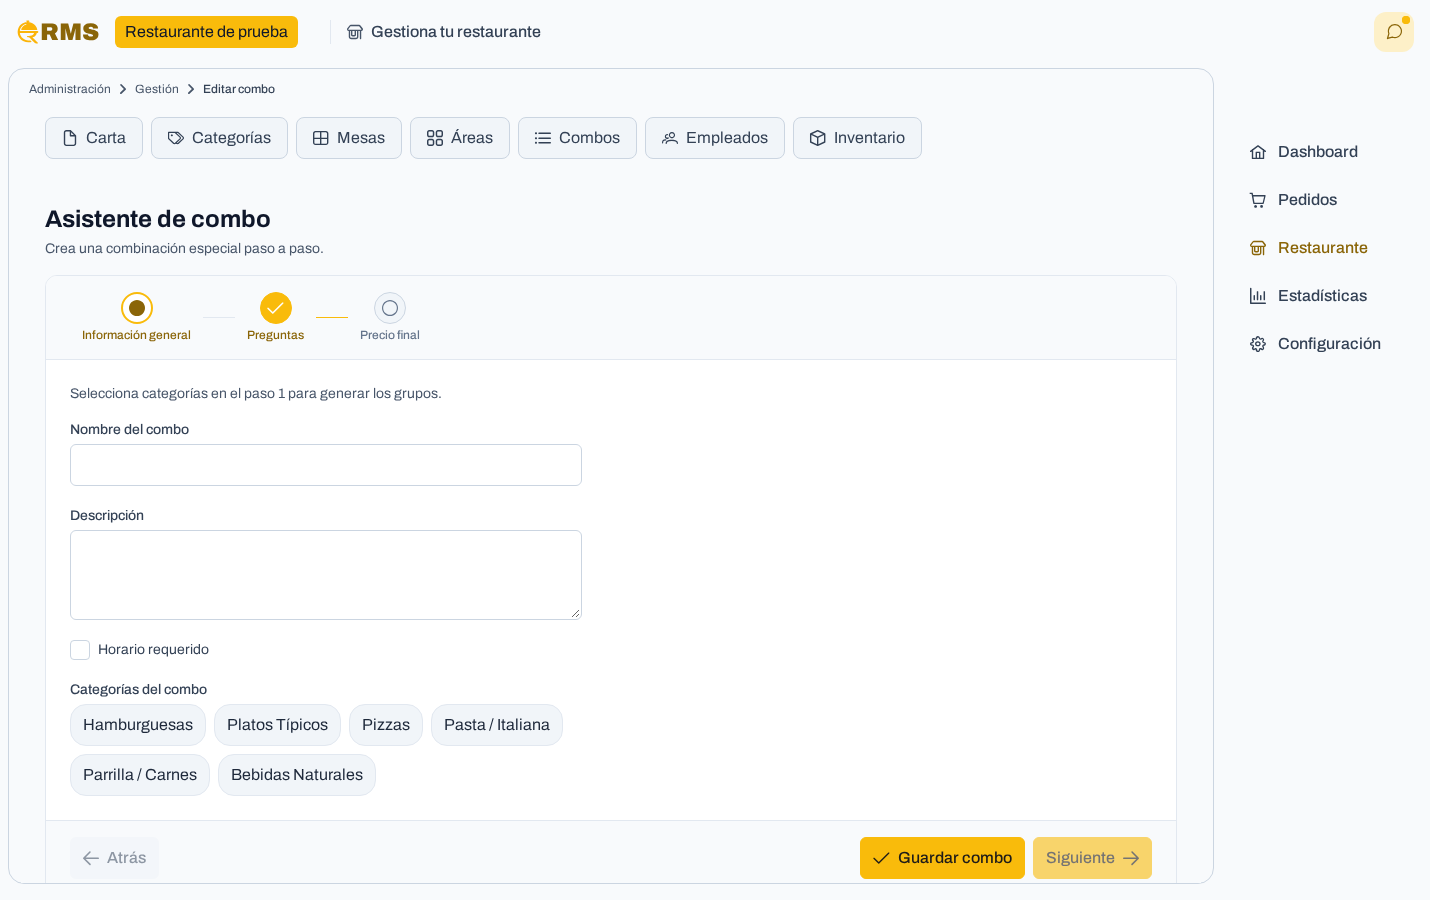 RMS
Restaurante de prueba
Gestiona tu restaurante
Administración
Gestión
Editar combo
Carta
Categorías
Mesas
Áreas
Combos
Empleados
Inventario
Asistente de combo
Crea una combinación especial paso a paso.
Información general
Preguntas
Precio final
Selecciona categorías en el paso 1 para generar los grupos.
Nombre del combo
Descripción
Horario requerido
Categorías del combo
Hamburguesas
Platos Típicos
Pizzas
Pasta / Italiana
Parrilla / Carnes
Bebidas Naturales
Atrás
Guardar combo
Siguiente
Dashboard
Pedidos
Restaurante
Estadísticas
Configuración